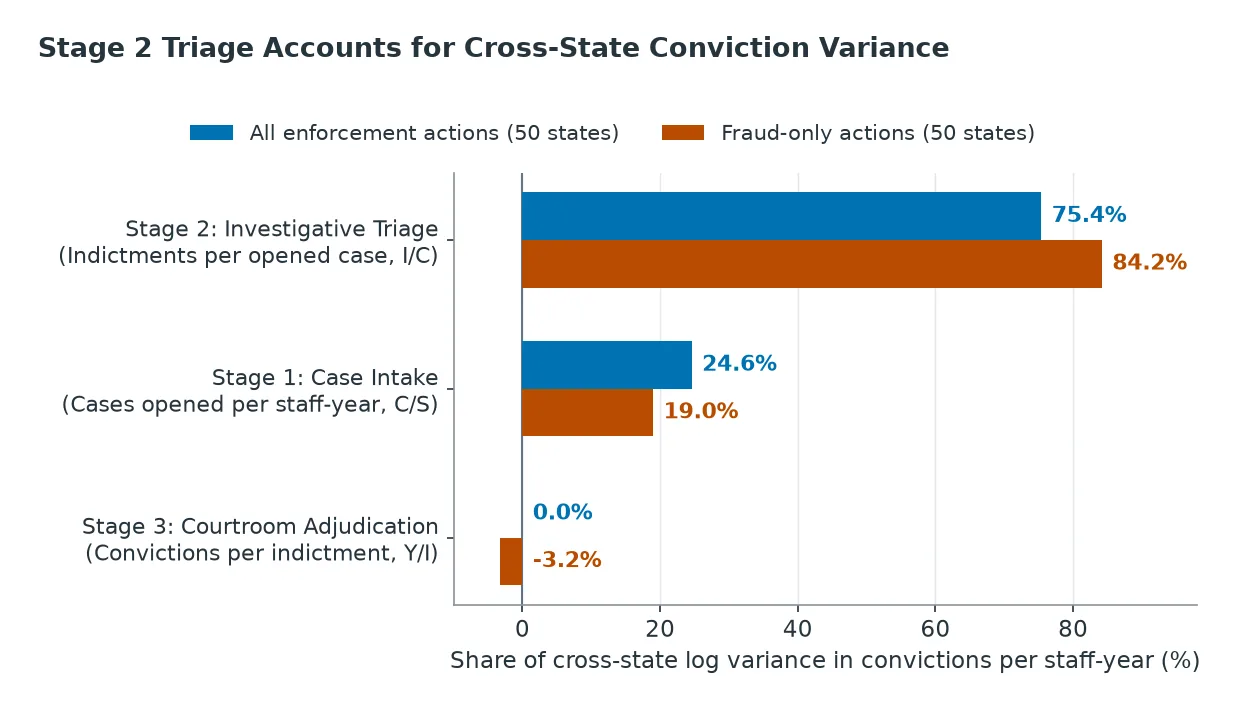 Stage 2 Triage Accounts for Cross-State Conviction Variance
All enforcement actions (50 states)
Fraud-only actions (50 states)
Stage 2: Investigative Triage
(Indictments per opened case, I/C)
75.4%
84.2%
Stage 1: Case Intake
(Cases opened per staff-year, C/S)
24.6%
19.0%
Stage 3: Courtroom Adjudication
(Convictions per indictment, Y/I)
0.0%
-3.2%
0 20 40 60 80
Share of cross-state log variance in convictions per staff-year (%)